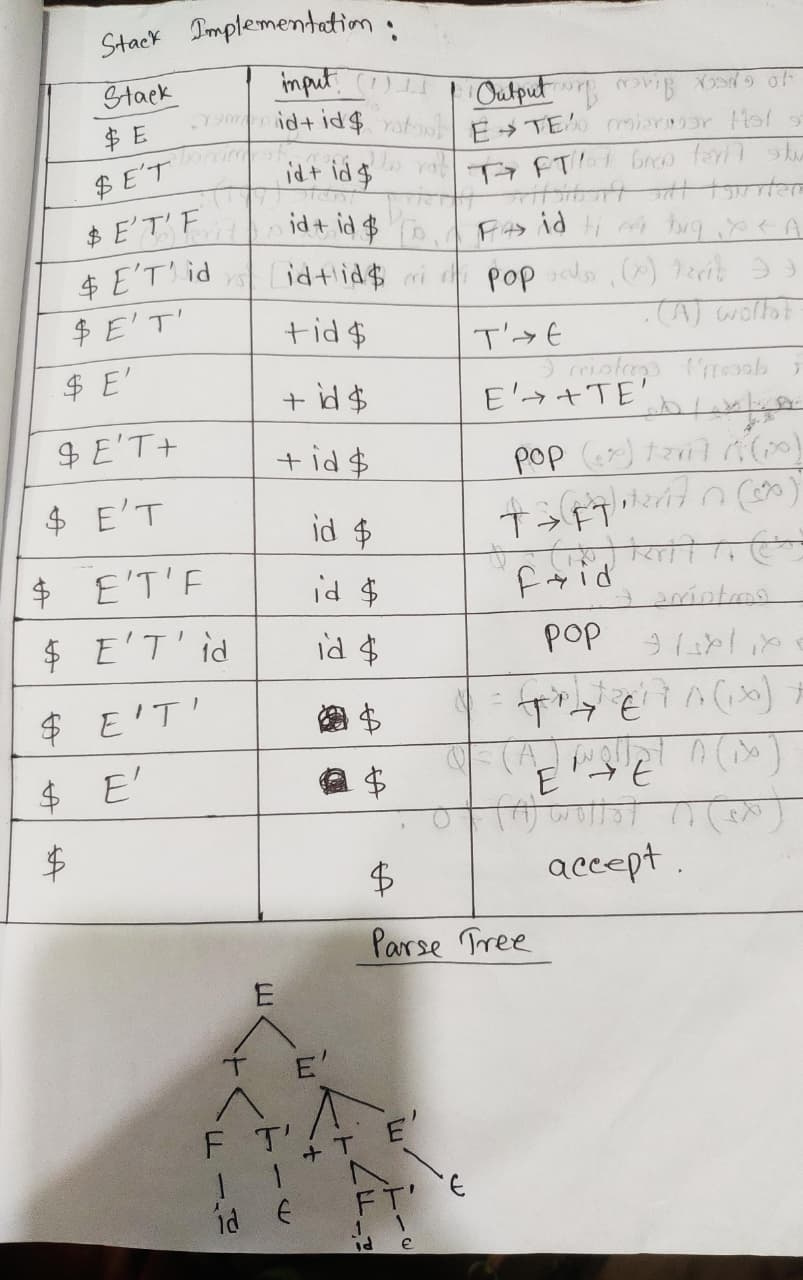 Stack Implementation :
Stack input Output
$ E id+ id $ E → TE'
$ E'T id+ id $ T → FT'
$ E'T'F id+ id $ F → id
$ E'T'id id+id$ POP
$ E'T' +id $ T' → ϵ
$ E' + id $ E' → +TE'
$ E'T+ + id $ POP
$ E'T id $ T → FT'
$ E'T'F id $ F → id
$ E'T'id id $ POP
$ E'T' $ T' → ϵ
$ E' $ E' → ϵ
$ $ accept.
Parse Tree
E
T E'
F T' + T E'
id ϵ F T' ϵ
id ϵ